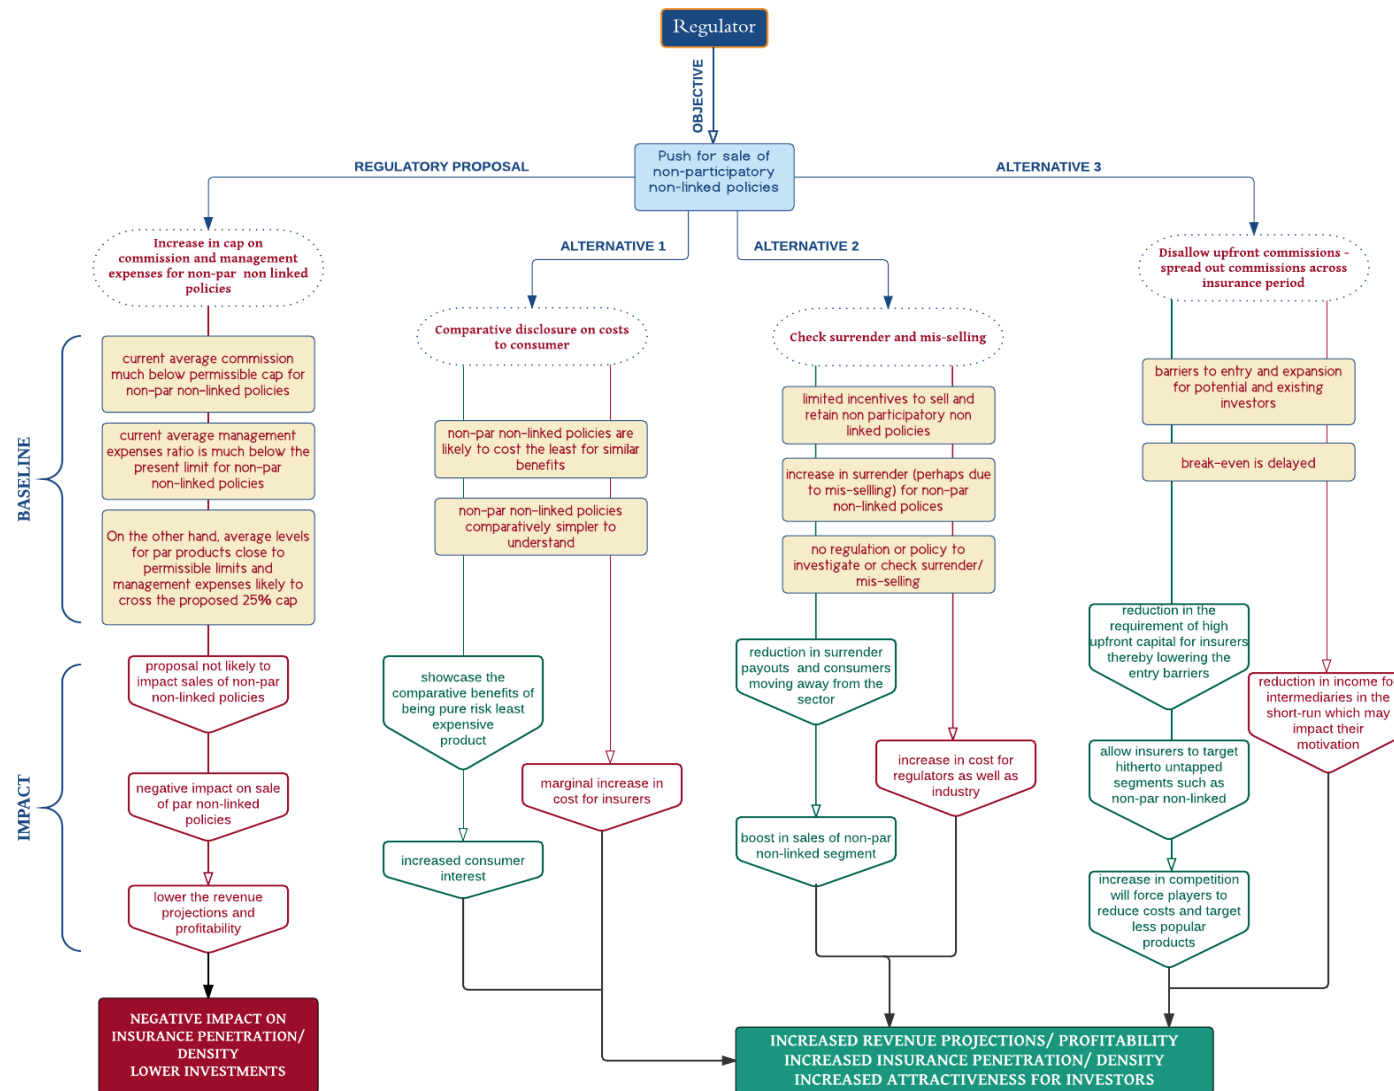 Regulator
OBJECTIVE
Push for sale of
non-participatory
non-linked policies
REGULATORY PROPOSAL
ALTERNATIVE 1
ALTERNATIVE 2
ALTERNATIVE 3
Increase in cap on
commission and management
expenses for non-par non linked
policies
BASELINE
current average commission
much below permissible cap for
non-par non-linked policies
current average management
expenses ratio is much below the
present limit for non-par
non-linked policies
On the other hand, average levels
for par products close to
permissible limits and
management expenses likely to
cross the proposed 25% cap
IMPACT
proposal not likely to
impact sales of non-par
non-linked policies
negative impact on sale
of par non-linked
policies
lower the revenue
projections and
profitability
NEGATIVE IMPACT ON
INSURANCE PENETRATION/
DENSITY
LOWER INVESTMENTS
Comparative disclosure on costs
to consumer
non-par non-linked policies are
likely to cost the least for similar
benefits
non-par non-linked policies
comparatively simpler to
understand
showcase the
comparative benefits of
being pure risk least
expensive
product
increased consumer
interest
marginal increase in
cost for insurers
Check surrender and mis-selling
limited incentives to sell and
retain non participatory non
linked policies
increase in surrender (perhaps due
to mis-sellling) for non-par
non-linked polices
no regulation or policy to
investigate or check surrender/
mis-selling
reduction in surrender
payouts and consumers
moving away from the
sector
boost in sales of non-par
non-linked segment
increase in cost for
regulators as well as
industry
Disallow upfront commissions -
spread out commissions across
insurance period
barriers to entry and expansion
for potential and existing
investors
break-even is delayed
reduction in the
requirement of high
upfront capital for insurers
thereby lowering the
entry barriers
allow insurers to target
hitherto untapped
segments such as
non-par non-linked
increase in competition
will force players to
reduce costs and target
less popular
products
reduction in income for
intermediaries in the
short-run which may
impact their
motivation
INCREASED REVENUE PROJECTIONS/ PROFITABILITY
INCREASED INSURANCE PENETRATION/ DENSITY
INCREASED ATTRACTIVENESS FOR INVESTORS